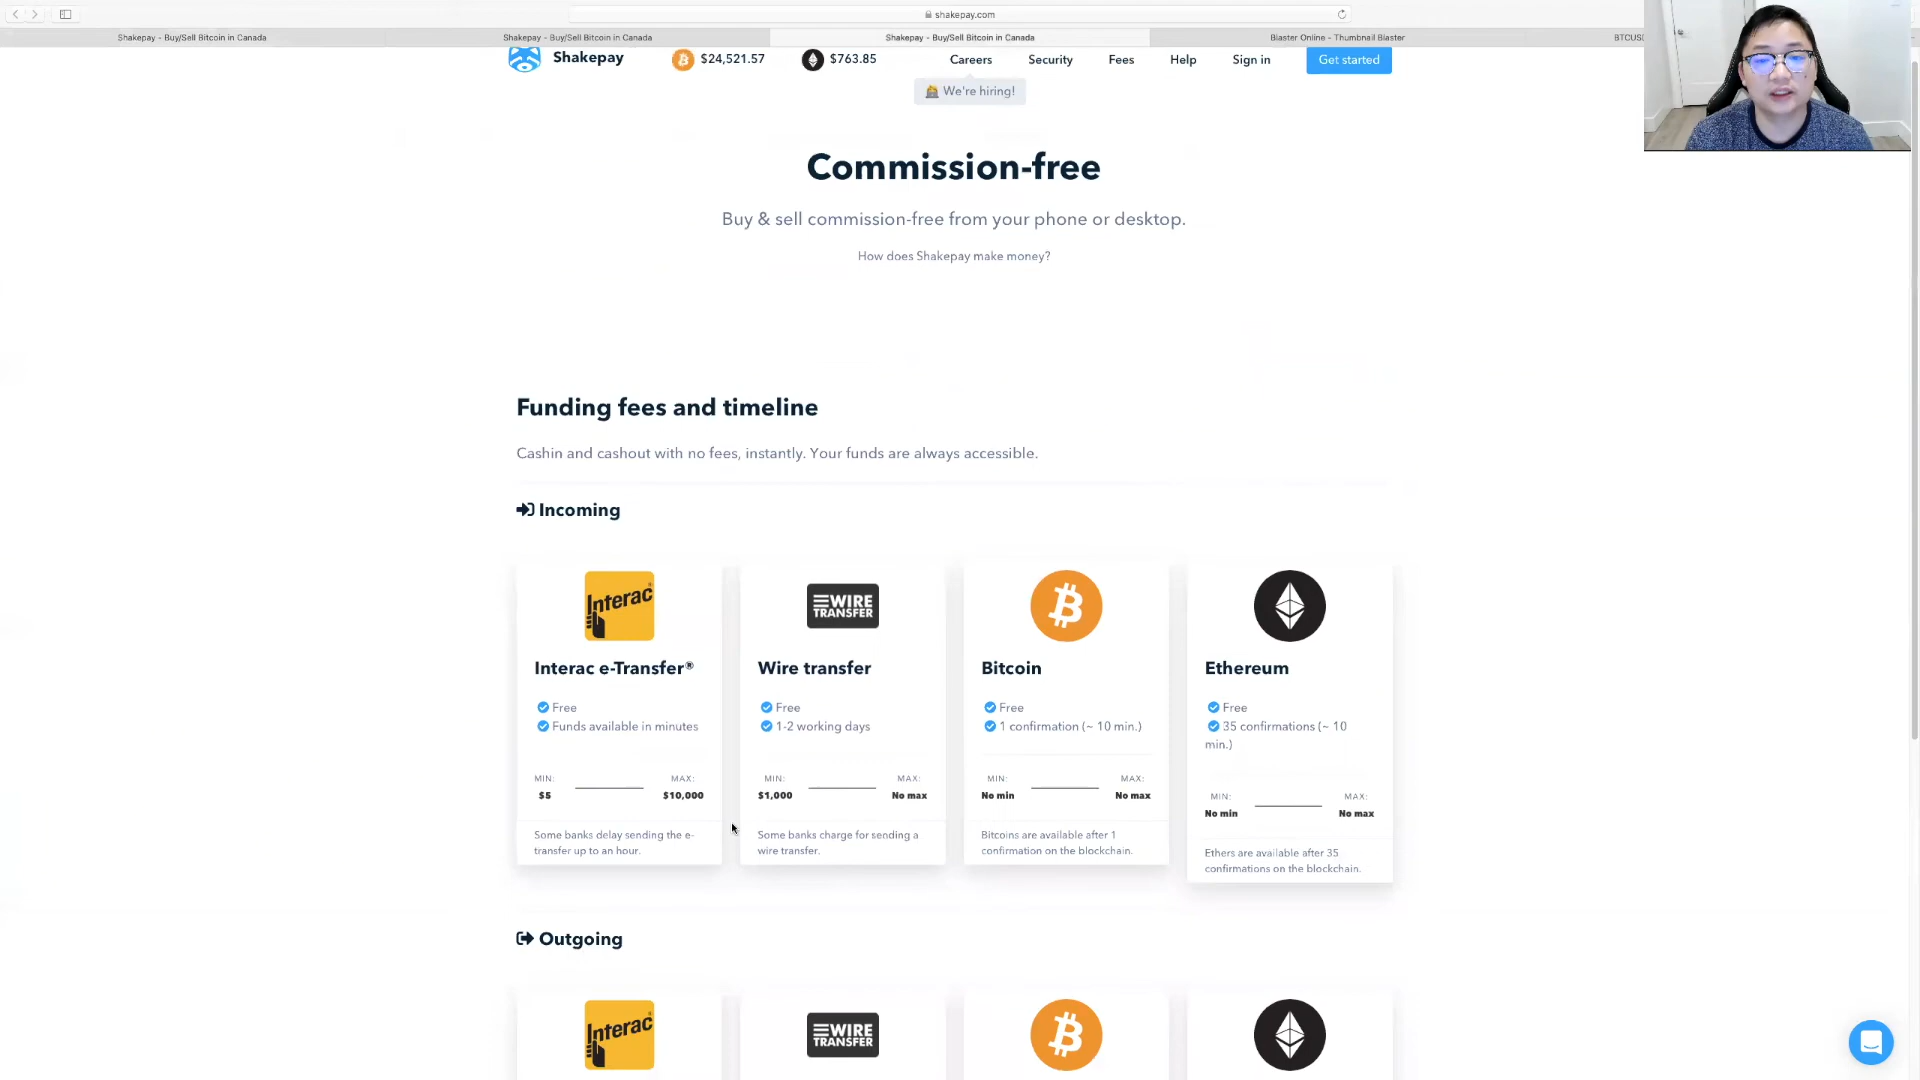 shakepay.com
Shakepay – Buy/Sell Bitcoin in Canada
Shakepay – Buy/Sell Bitcoin in Canada
Shakepay – Buy/Sell Bitcoin in Canada
Blaster Online – Thumbnail Blaster
BTCUS
Shakepay
$24,521.57
$763.85
Careers
Security
Fees
Help
Sign in
Get started
We're hiring!
Commission-free
Buy & sell commission-free from your phone or desktop.
How does Shakepay make money?
Funding fees and timeline
Cashin and cashout with no fees, instantly. Your funds are always accessible.
Incoming
Interac®
Interac e-Transfer®
Free
Funds available in minutes
MIN: MAX:
$5 $10,000
Some banks delay sending the e-
transfer up to an hour.
WIRE
TRANSFER
Wire transfer
Free
1-2 working days
MIN: MAX:
$1,000 No max
Some banks charge for sending a
wire transfer.
Bitcoin
Free
1 confirmation (~ 10 min.)
MIN: MAX:
No min No max
Bitcoins are available after 1
confirmation on the blockchain.
Ethereum
Free
35 confirmations (~ 10
min.)
MIN: MAX:
No min No max
Ethers are available after 35
confirmations on the blockchain.
Outgoing
Interac®
WIRE
TRANSFER